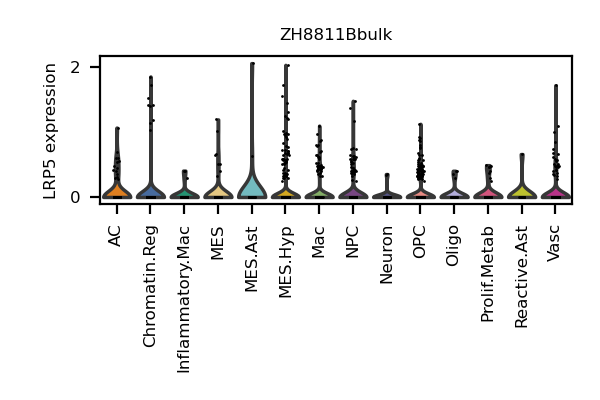 ZH8811Bbulk
LRP5 expression
2
0
AC
Chromatin.Reg
Inflammatory.Mac
MES
MES.Ast
MES.Hyp
Mac
NPC
Neuron
OPC
Oligo
Prolif.Metab
Reactive.Ast
Vasc